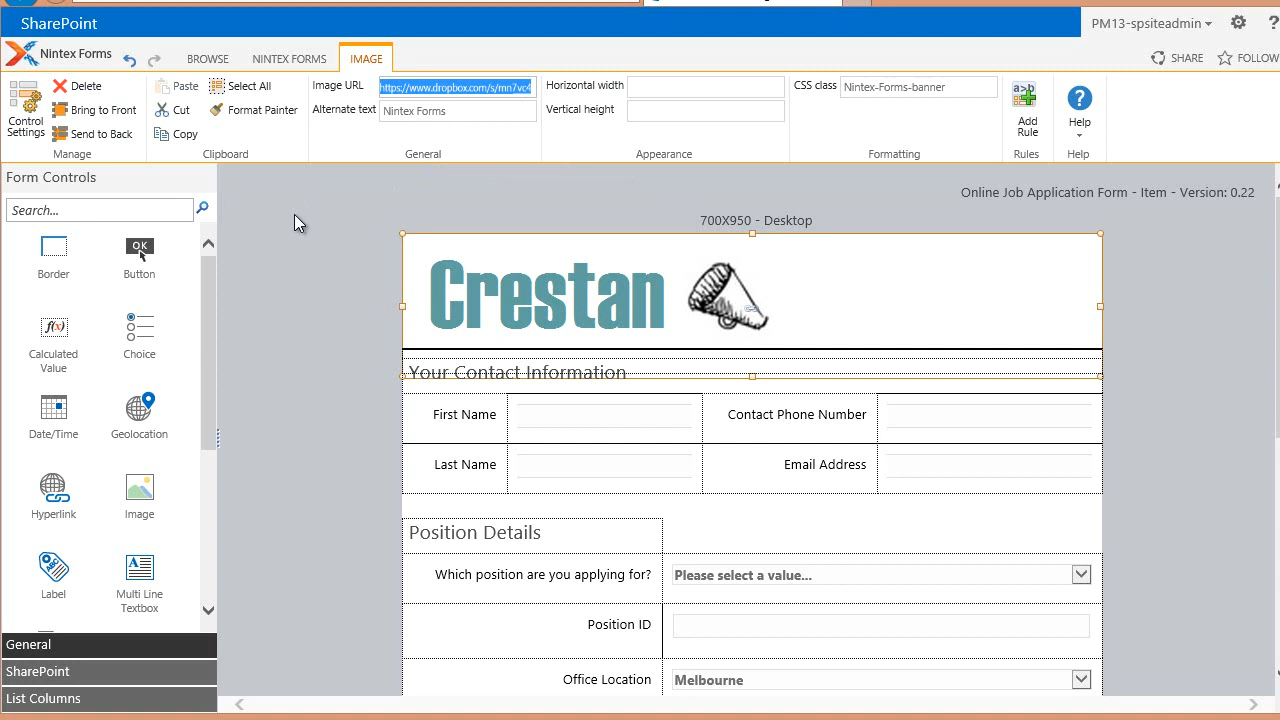 SharePoint
PM13-spsiteadmin
?
Nintex Forms
BROWSE
NINTEX FORMS
IMAGE
SHARE
FOLLOW
Control Settings
Delete
Bring to Front
Send to Back
Manage
Paste
Cut
Copy
Select All
Format Painter
Clipboard
Image URL
https://www.dropbox.com/s/mn7vc4
Alternate text
Nintex Forms
General
Horizontal width
Vertical height
Appearance
CSS class
Nintex-Forms-banner
Formatting
a>b
Add Rule
Rules
?
Help
Help
Form Controls
Search...
Border
OK
Button
f(x)
Calculated Value
Choice
Date/Time
Geolocation
Hyperlink
Image
ABC
Label
ABC
Multi Line Textbox
General
SharePoint
List Columns
Online Job Application Form - Item - Version: 0.22
700X950 - Desktop
Crestan
Your Contact Information
First Name
Contact Phone Number
Last Name
Email Address
Position Details
Which position are you applying for?
Please select a value...
Position ID
Office Location
Melbourne